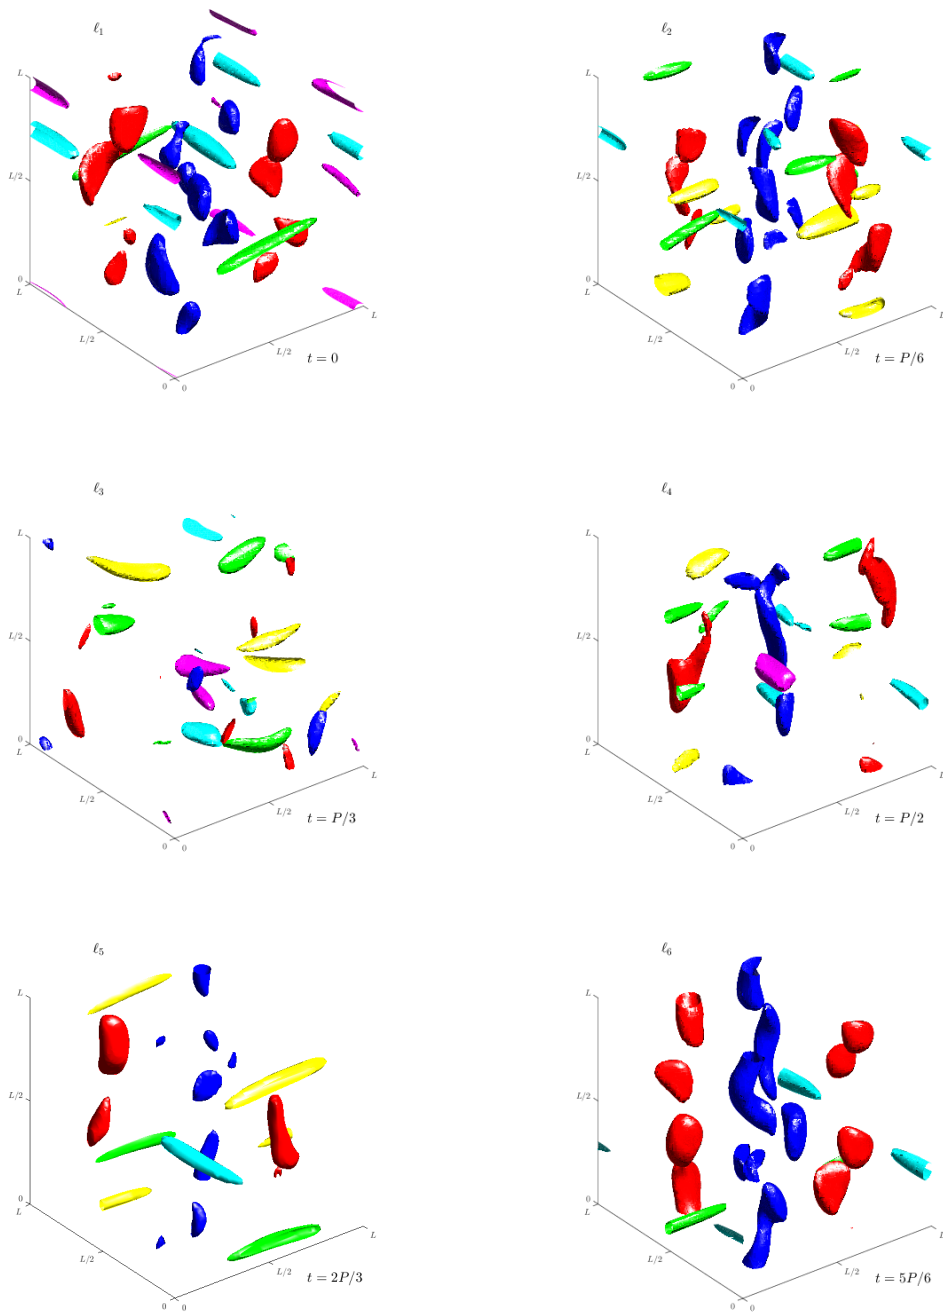 ℓ₁
L
L/2
0
L
L/2
0
0
L/2
L
t = 0
ℓ₂
L
L/2
0
L
L/2
0
0
L/2
L
t = P/6
ℓ₃
L
L/2
0
L
L/2
0
0
L/2
L
t = P/3
ℓ₄
L
L/2
0
L
L/2
0
0
L/2
L
t = P/2
ℓ₅
L
L/2
0
L
L/2
0
0
L/2
L
t = 2P/3
ℓ₆
L
L/2
0
L
L/2
0
0
L/2
L
t = 5P/6